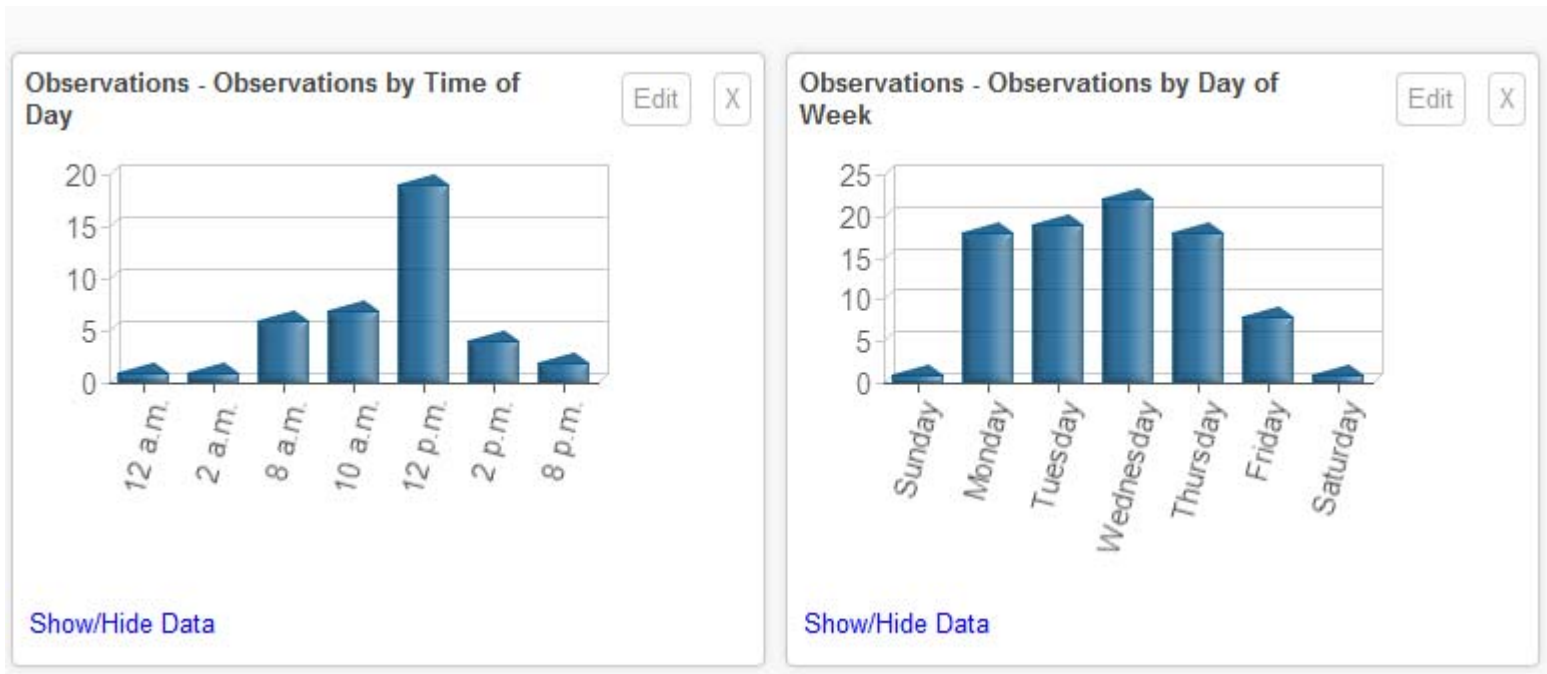 Observations - Observations by Time of
Day
Edit
X
20
15
10
5
0
12 a.m.
2 a.m.
8 a.m.
10 a.m.
12 p.m.
2 p.m.
8 p.m.
Show/Hide Data
Observations - Observations by Day of
Week
Edit
X
25
20
15
10
5
0
Sunday
Monday
Tuesday
Wednesday
Thursday
Friday
Saturday
Show/Hide Data